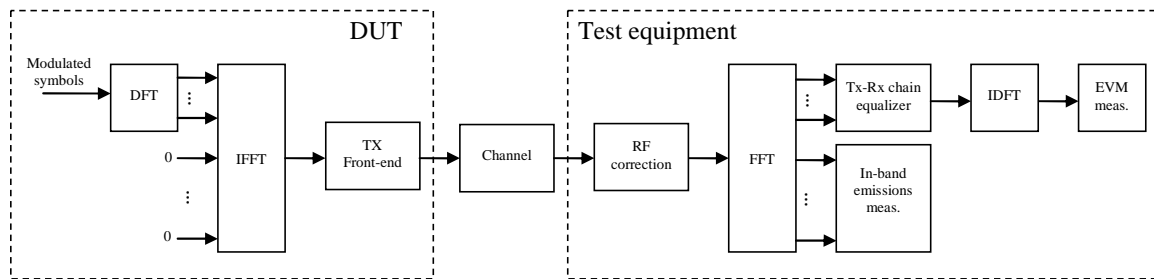 DUT
Test equipment
Modulated
symbols
DFT
...
0
...
0
IFFT
TX
Front-end
Channel
RF
correction
FFT
...
...
Tx-Rx chain
equalizer
In-band
emissions
meas.
IDFT
EVM
meas.